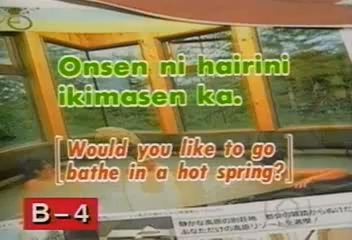 Onsen ni hairini
ikimasen ka.
[Would you like to go
bathe in a hot spring?]
B-4